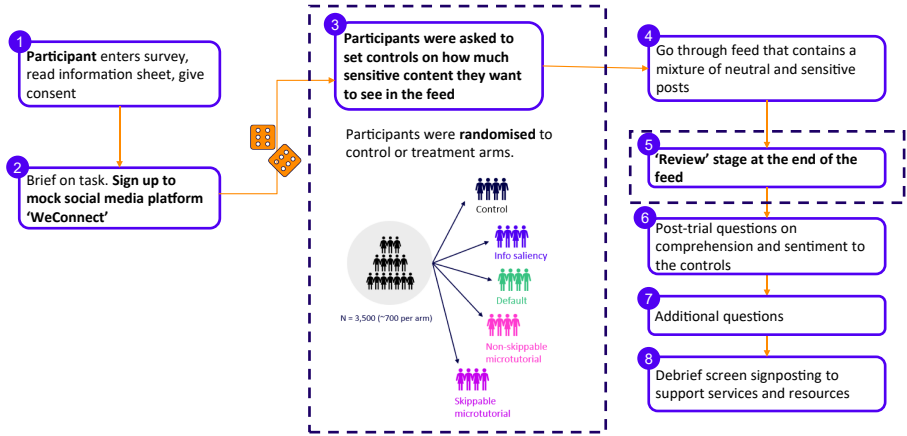 1
Participant enters survey,
read information sheet, give
consent
2
Brief on task. Sign up to
mock social media platform
'WeConnect'
3
Participants were asked to
set controls on how much
sensitive content they want
to see in the feed
Participants were randomised to
control or treatment arms.
Control
Info saliency
Default
N = 3,500 (~700 per arm)
Non-skippable
microtutorial
Skippable
microtutorial
4
Go through feed that contains a
mixture of neutral and sensitive
posts
5
'Review' stage at the end of the
feed
6
Post-trial questions on
comprehension and sentiment to
the controls
7
Additional questions
8
Debrief screen signposting to
support services and resources